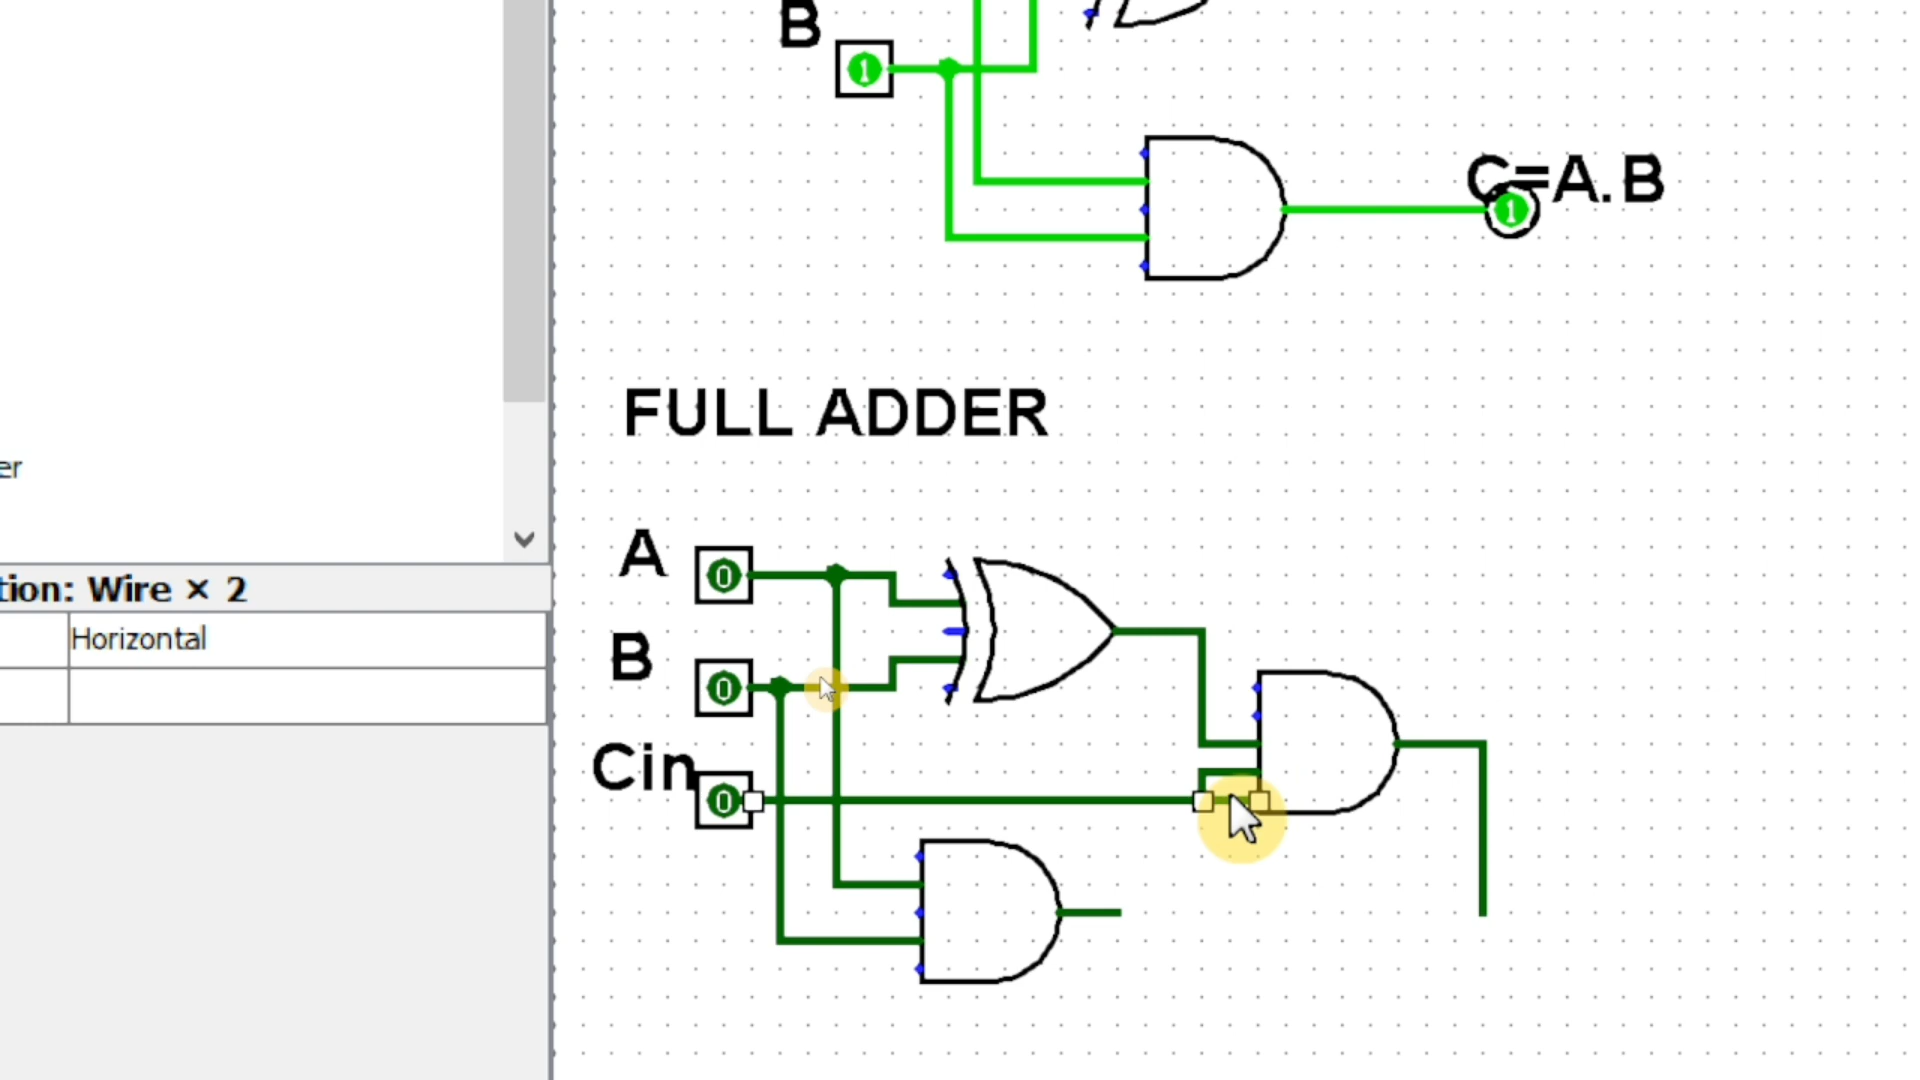 B
1
C=A.B
1
FULL ADDER
er
tion: Wire × 2
Horizontal
A
0
B
0
Cin
0